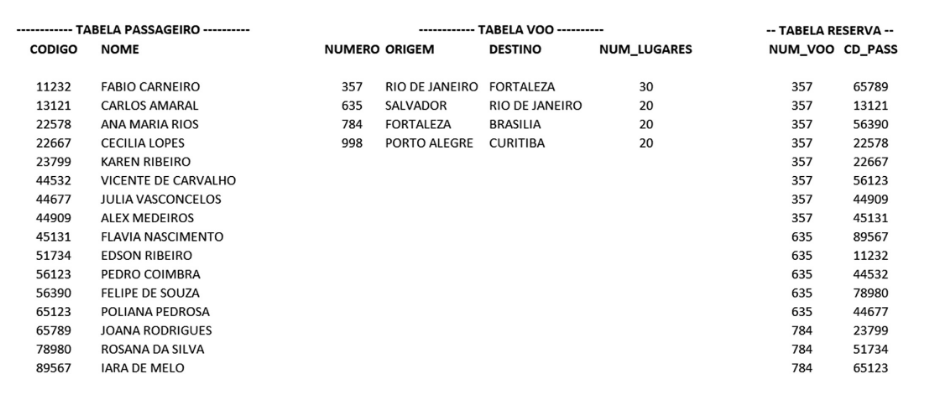 ------------ TABELA PASSAGEIRO ---------- ------------ TABELA VOO ---------- -- TABELA RESERVA --
CODIGO NOME NUMERO ORIGEM DESTINO NUM_LUGARES NUM_VOO CD_PASS
11232 FABIO CARNEIRO 357 RIO DE JANEIRO FORTALEZA 30 357 65789
13121 CARLOS AMARAL 635 SALVADOR RIO DE JANEIRO 20 357 13121
22578 ANA MARIA RIOS 784 FORTALEZA BRASILIA 20 357 56390
22667 CECILIA LOPES 998 PORTO ALEGRE CURITIBA 20 357 22578
23799 KAREN RIBEIRO 357 22667
44532 VICENTE DE CARVALHO 357 56123
44677 JULIA VASCONCELOS 357 44909
44909 ALEX MEDEIROS 357 45131
45131 FLAVIA NASCIMENTO 635 89567
51734 EDSON RIBEIRO 635 11232
56123 PEDRO COIMBRA 635 44532
56390 FELIPE DE SOUZA 635 78980
65123 POLIANA PEDROSA 635 44677
65789 JOANA RODRIGUES 784 23799
78980 ROSANA DA SILVA 784 51734
89567 IARA DE MELO 784 65123